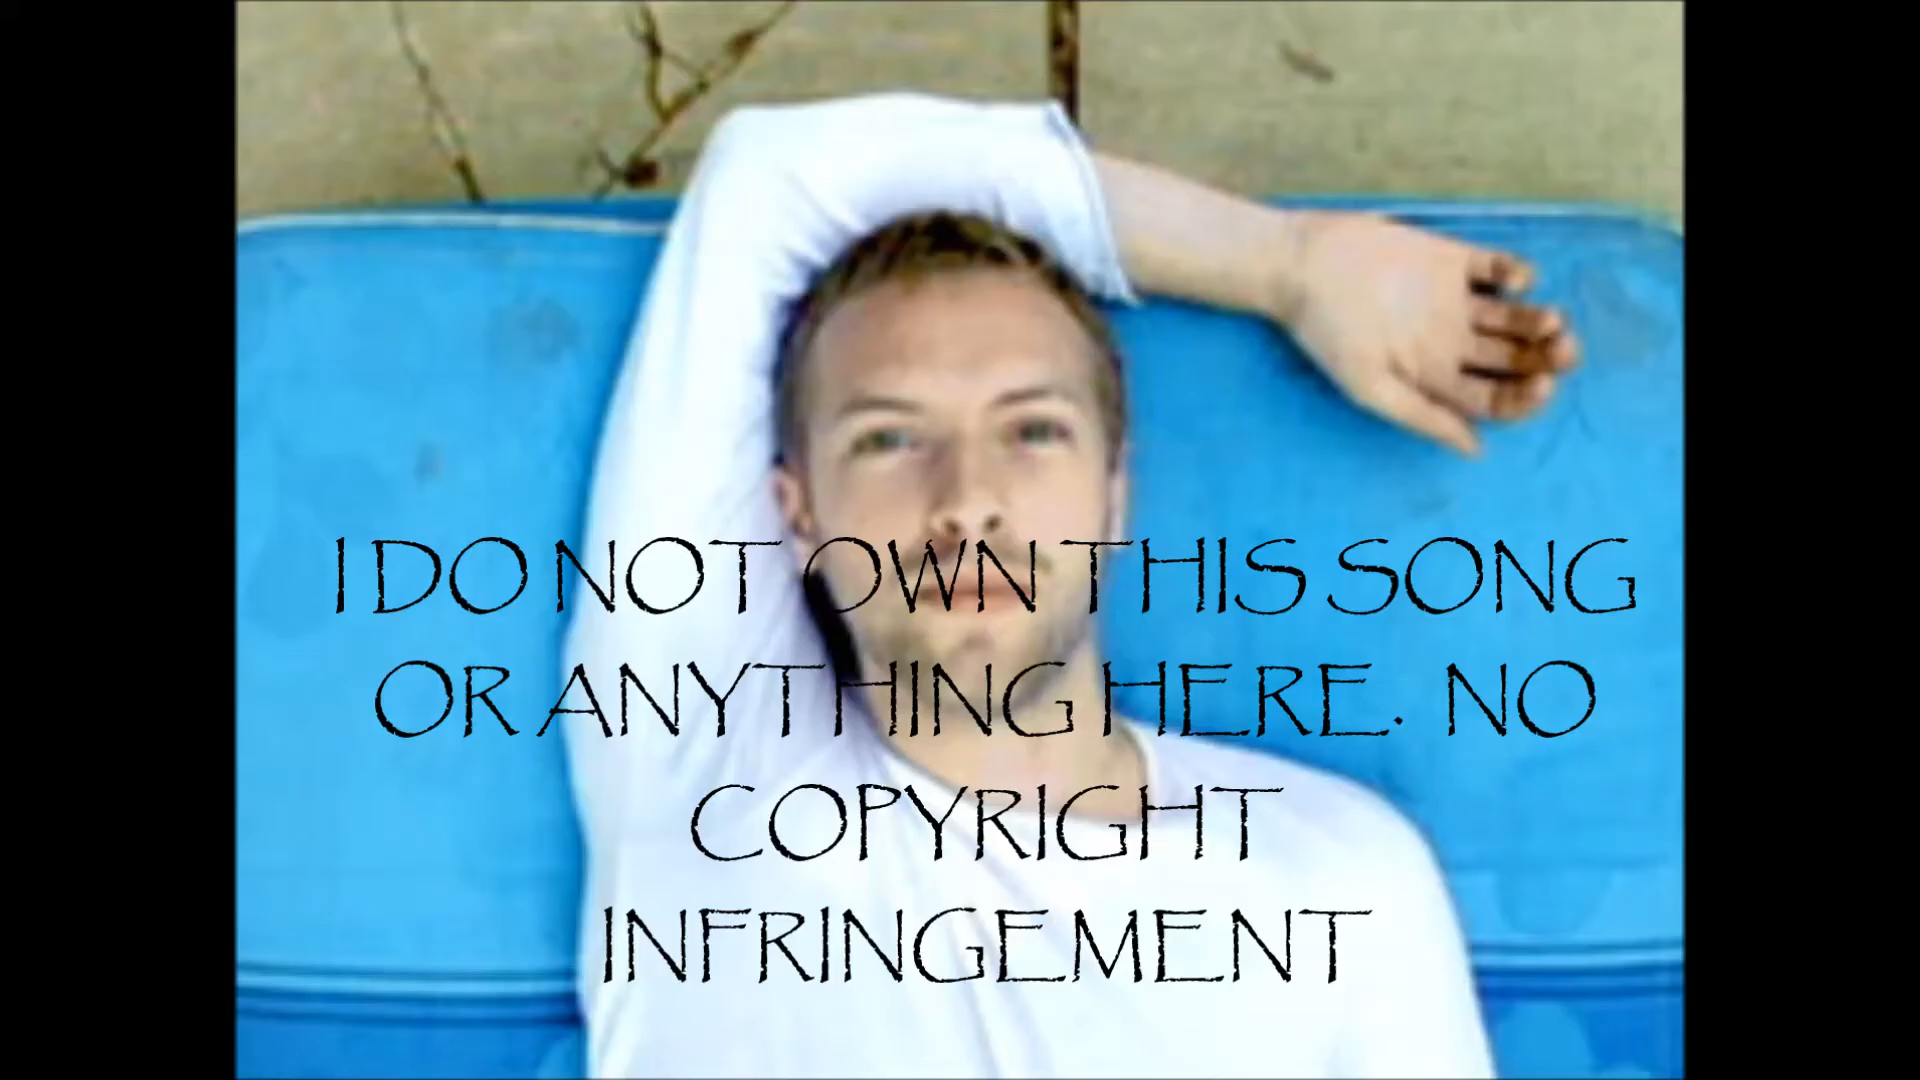 I DO NOT OWN THIS SONG
OR ANYTHING HERE. NO
COPYRIGHT
INFRINGEMENT